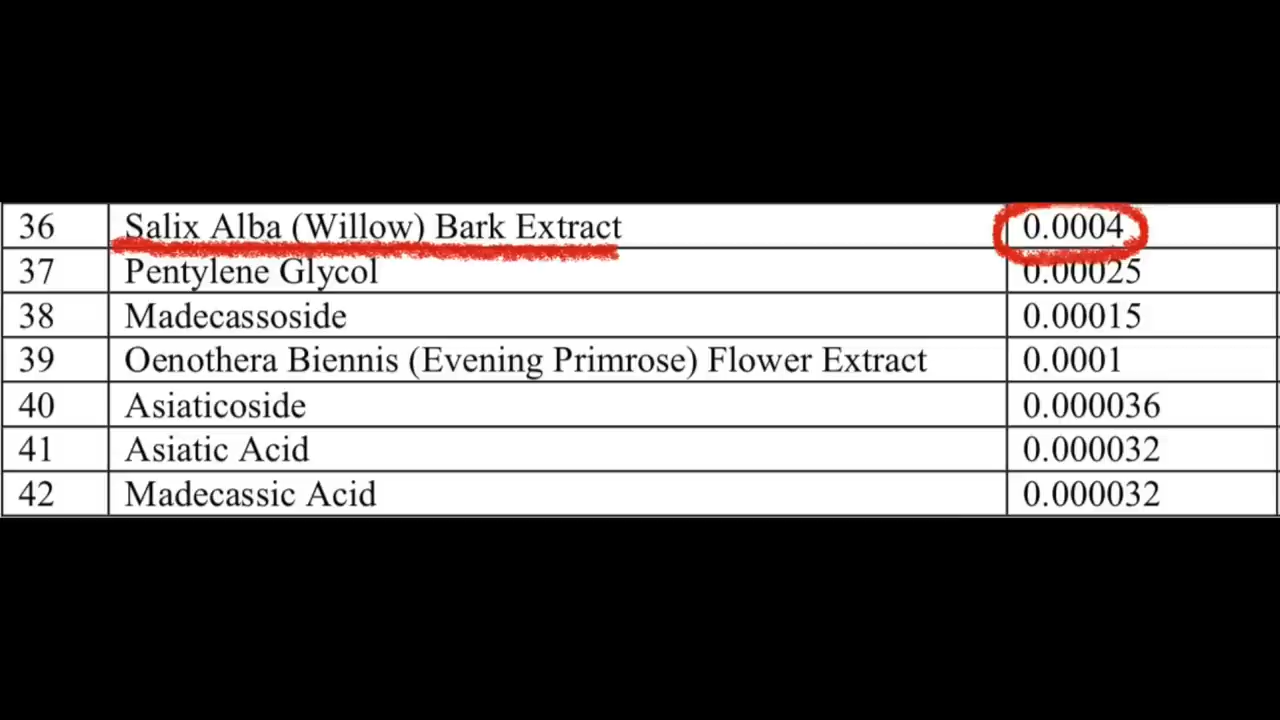 36 Salix Alba (Willow) Bark Extract 0.0004
37 Pentylene Glycol 0.00025
38 Madecassoside 0.00015
39 Oenothera Biennis (Evening Primrose) Flower Extract 0.0001
40 Asiaticoside 0.000036
41 Asiatic Acid 0.000032
42 Madecassic Acid 0.000032